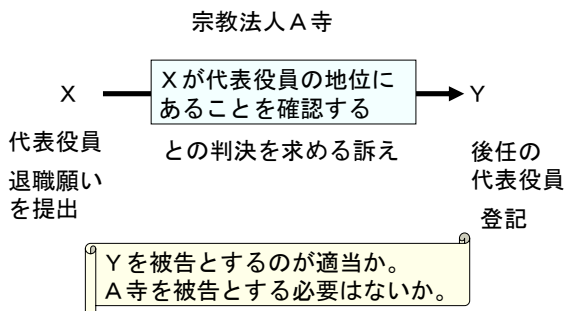 宗教法人Ａ寺
Ｘが代表役員の地位に
あることを確認する
Ｘ
Ｙ
代表役員
退職願い
を提出
との判決を求める訴え
後任の
代表役員
登記
Ｙを被告とするのが適当か。
Ａ寺を被告とする必要はないか。